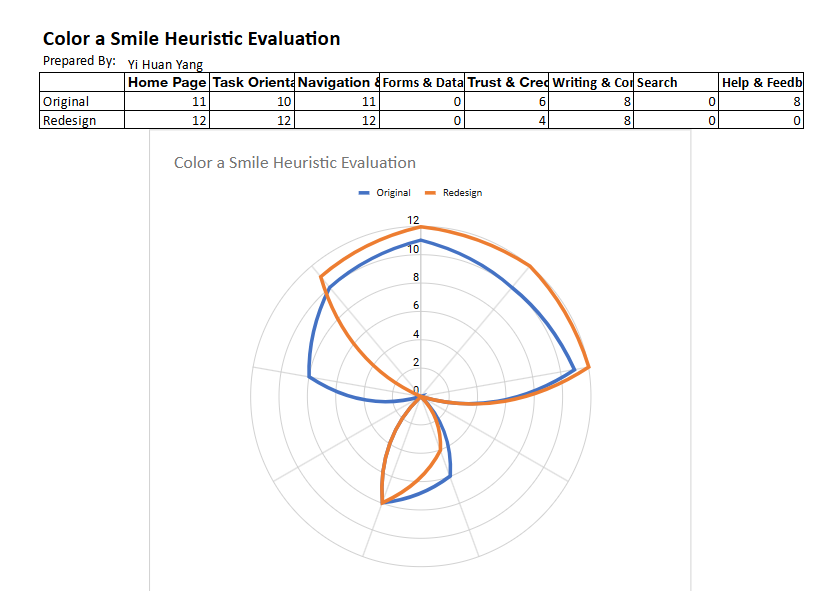 Color a Smile Heuristic Evaluation
Prepared By: Yi Huan Yang
Home Page Task Orienta Navigation & Forms & Data Trust & Cred Writing & Con Search Help & Feedb
Original 11 10 11 0 6 8 0 8
Redesign 12 12 12 0 4 8 0 0
Color a Smile Heuristic Evaluation
Original Redesign
12
10
8
6
4
2
0